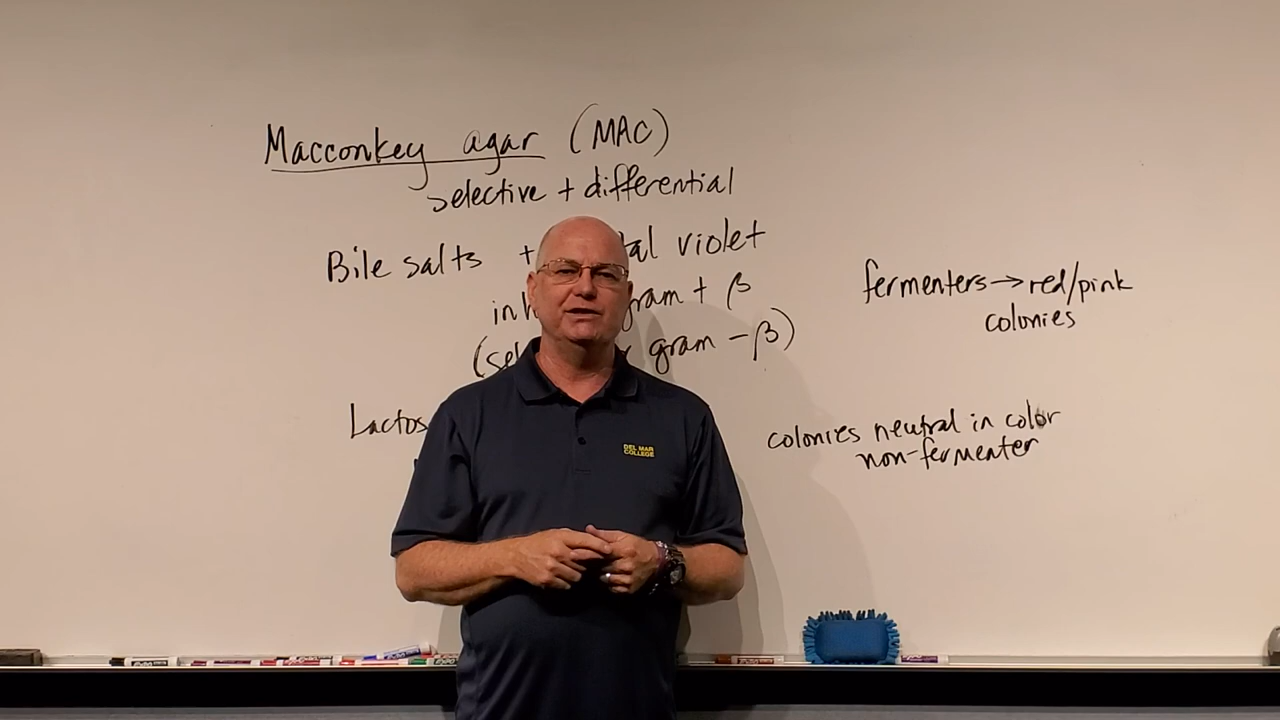 Macconkey agar (MAC)
selective + differential
Bile salts + violet
gram + β
gram - β)
Lactos
fermenters → red/pink
colonies
colonies neutral in color
non-fermenter
DEL MAR
COLLEGE